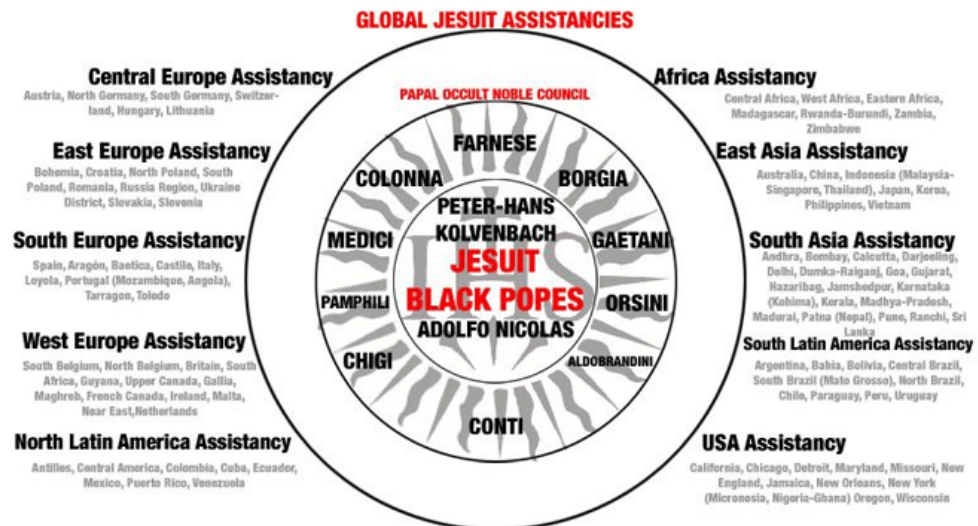 GLOBAL JESUIT ASSISTANCIES
Central Europe Assistancy
Austria, North Germany, South Germany, Switzer-
land, Hungary, Lithuania
East Europe Assistancy
Bohemia, Croatia, North Poland, South
Poland, Romania, Russia Region, Ukraine
District, Slovakia, Slovenia
South Europe Assistancy
Spain, Aragón, Baetica, Castile, Italy,
Loyola, Portugal (Mozambique, Angola),
Tarragon, Toledo
West Europe Assistancy
South Belgium, North Belgium, Britain, South
Africa, Guyana, Upper Canada, Gallia,
Maghreb, French Canada, Ireland, Malta,
Near East,Netherlands
North Latin America Assistancy
Antilles, Central America, Colombia, Cuba, Ecuador,
Mexico, Puerto Rico, Venezuela
PAPAL OCCULT NOBLE COUNCIL
FARNESE
COLONNA
BORGIA
MEDICI
GAETANI
PAMPHILI
ORSINI
CHIGI
ALDOBRANDINI
CONTI
IHS
PETER-HANS
KOLVENBACH
JESUIT
BLACK POPES
ADOLFO NICOLAS
Africa Assistancy
Central Africa, West Africa, Eastern Africa,
Madagascar, Rwanda-Burundi, Zambia,
Zimbabwe
East Asia Assistancy
Australia, China, Indonesia (Malaysia-
Singapore, Thailand), Japan, Korea,
Philippines, Vietnam
South Asia Assistancy
Andhra, Bombay, Calcutta, Darjeeling,
Delhi, Dumka-Raiganj, Goa, Gujarat,
Hazaribag, Jamshedpur, Karnataka
(Kohima), Kerala, Madhya-Pradesh,
Madurai, Patna (Nepal), Pune, Ranchi, Sri
Lanka
South Latin America Assistancy
Argentina, Bahia, Bolivia, Central Brazil,
South Brazil (Mato Grosso), North Brazil,
Chile, Paraguay, Peru, Uruguay
USA Assistancy
California, Chicago, Detroit, Maryland, Missouri, New
England, Jamaica, New Orleans, New York
(Micronesia, Nigeria-Ghana) Oregon, Wisconsin